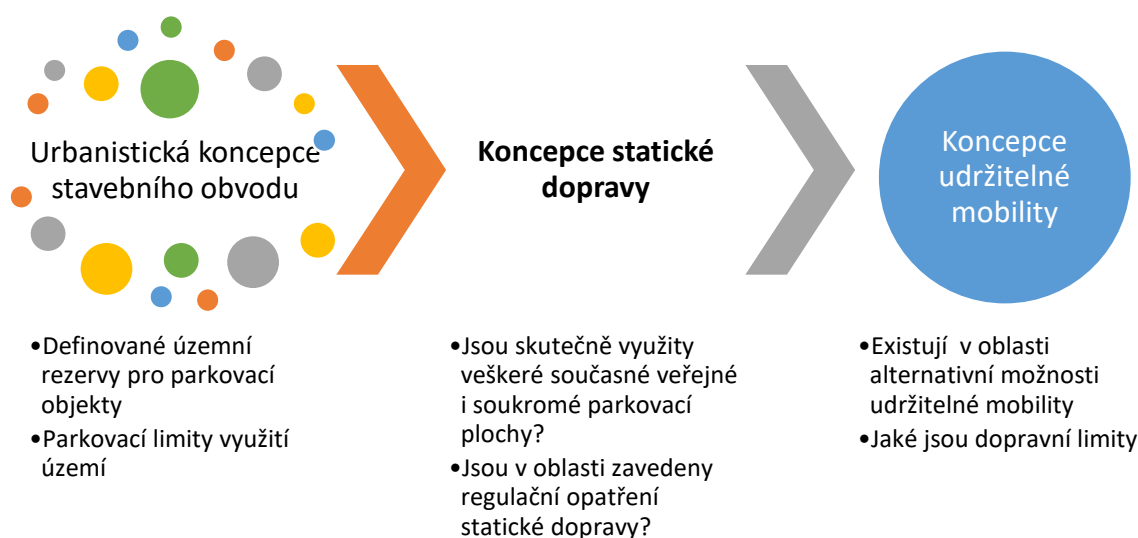 Urbanistická koncepce
stavebního obvodu
•Definované územní
rezervy pro parkovací
objekty
•Parkovací limity využití
území
Koncepce statické
dopravy
•Jsou skutečně využity
veškeré současné veřejné
i soukromé parkovací
plochy?
•Jsou v oblasti zavedeny
regulační opatření
statické dopravy?
Koncepce
udržitelné
mobility
•Existují v oblasti
alternativní možnosti
udržitelné mobility
•Jaké jsou dopravní limity